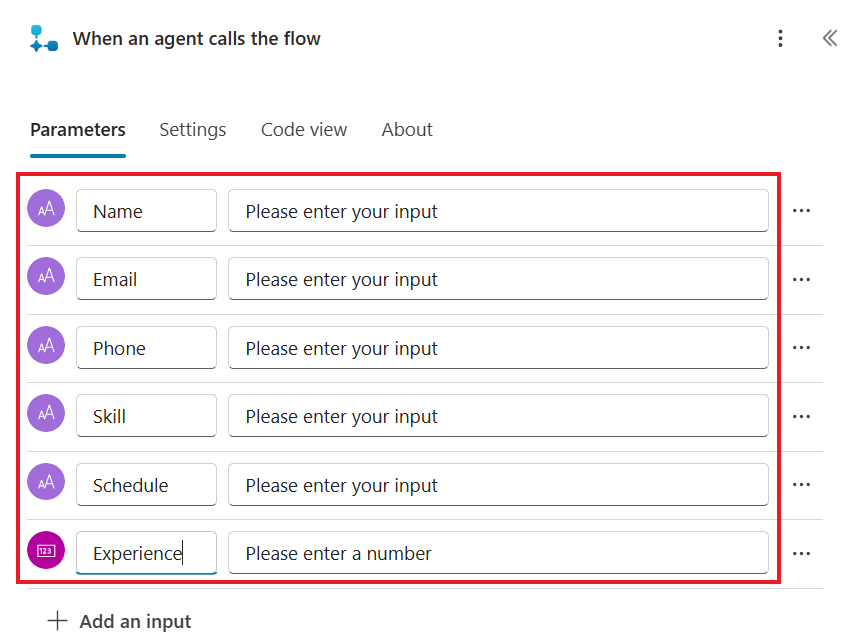 When an agent calls the flow
Parameters Settings Code view About
AA Name Please enter your input
AA Email Please enter your input
AA Phone Please enter your input
AA Skill Please enter your input
AA Schedule Please enter your input
123 Experience Please enter a number
Add an input